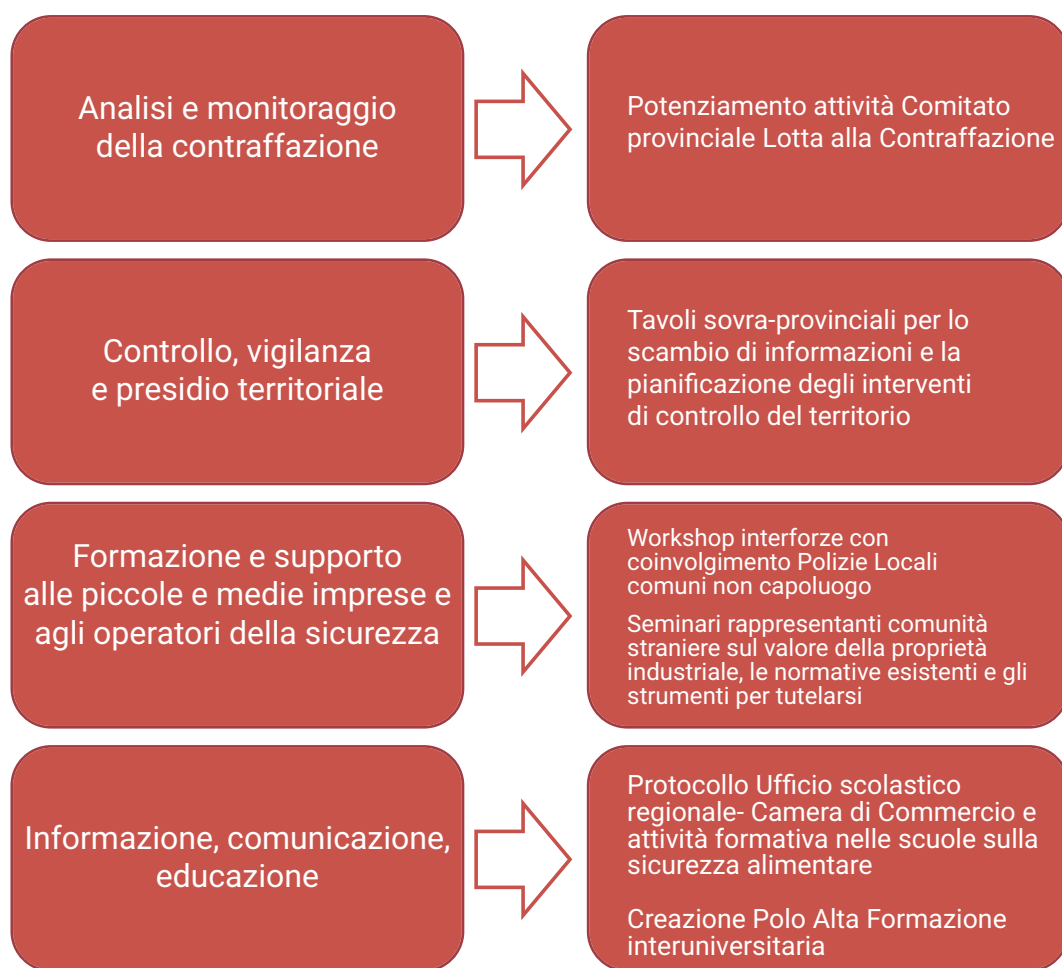 Analisi e monitoraggio
della contraffazione
Potenziamento attività Comitato
provinciale Lotta alla Contraffazione
Controllo, vigilanza
e presidio territoriale
Tavoli sovra-provinciali per lo
scambio di informazioni e la
pianificazione degli interventi
di controllo del territorio
Formazione e supporto
alle piccole e medie imprese e
agli operatori della sicurezza
Workshop interforze con
coinvolgimento Polizie Locali
comuni non capoluogo
Seminari rappresentanti comunità
straniere sul valore della proprietà
industriale, le normative esistenti e gli
strumenti per tutelarsi
Informazione, comunicazione,
educazione
Protocollo Ufficio scolastico
regionale- Camera di Commercio e
attività formativa nelle scuole sulla
sicurezza alimentare
Creazione Polo Alta Formazione
interuniversitaria